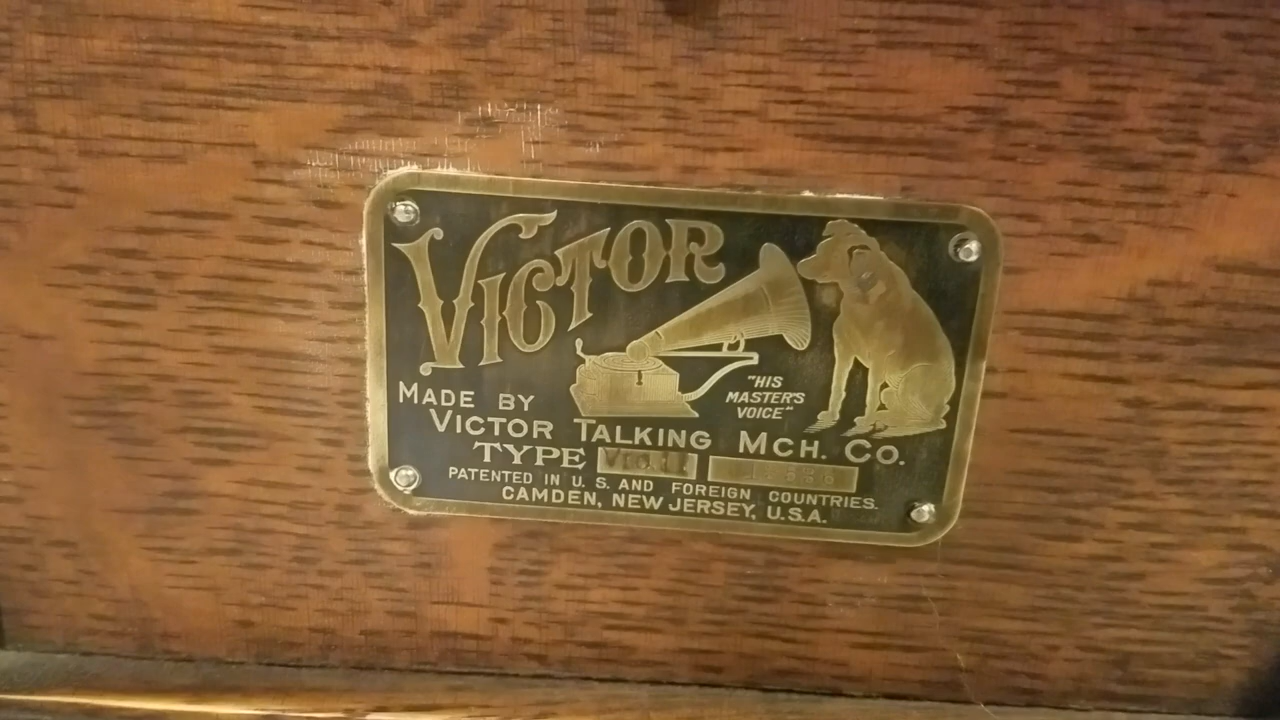 VICTOR
"HIS
MASTER'S
VOICE"
MADE BY
VICTOR TALKING MCH. CO.
TYPE
PATENTED IN U. S. AND FOREIGN COUNTRIES.
CAMDEN, NEW JERSEY, U.S.A.